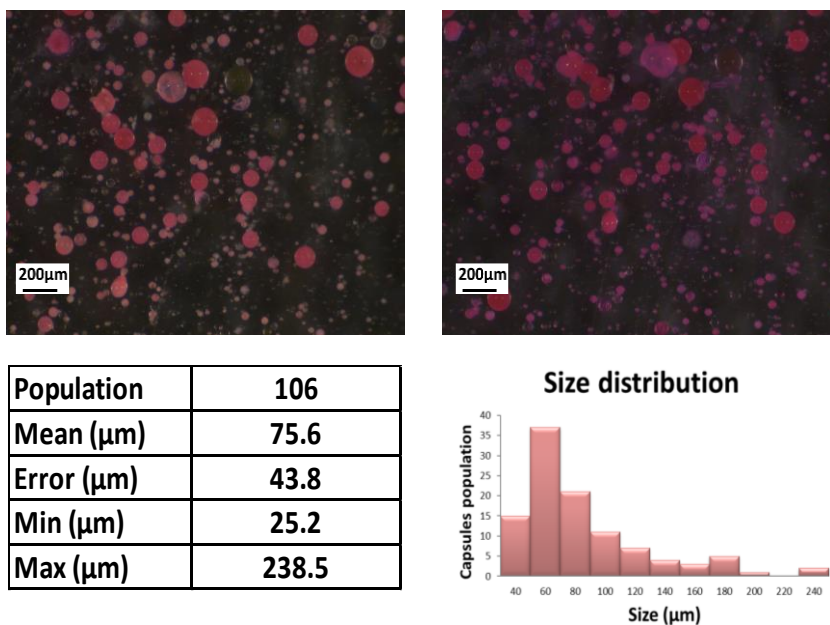 200μm
200μm
Population 106
Mean (μm) 75.6
Error (μm) 43.8
Min (μm) 25.2
Max (μm) 238.5
Size distribution
Capsules population
40
35
30
25
20
15
10
5
0
40 60 80 100 120 140 160 180 200 220 240
Size (μm)